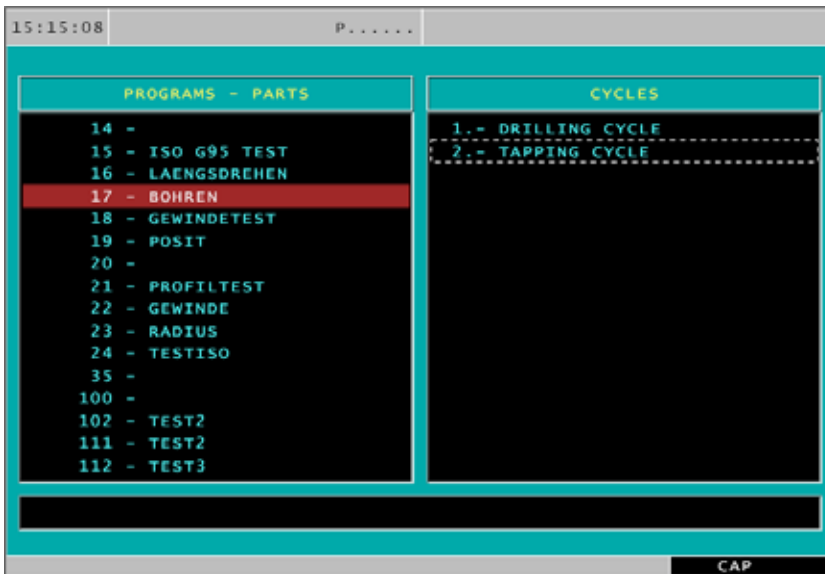 15:15:08 P......
PROGRAMS - PARTS
14 -
15 - ISO G95 TEST
16 - LAENGSDREHEN
17 - BOHREN
18 - GEWINDETEST
19 - POSIT
20 -
21 - PROFILTEST
22 - GEWINDE
23 - RADIUS
24 - TESTISO
35 -
100 -
102 - TEST2
111 - TEST2
112 - TEST3
CYCLES
1.- DRILLING CYCLE
2.- TAPPING CYCLE
CAP